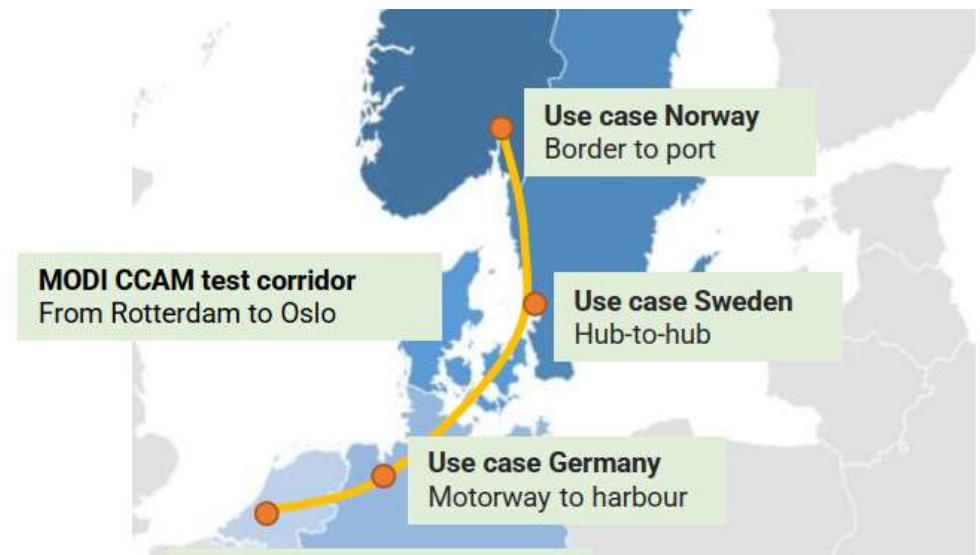 Use case Norway
Border to port
MODI CCAM test corridor
From Rotterdam to Oslo
Use case Sweden
Hub-to-hub
Use case Germany
Motorway to harbour